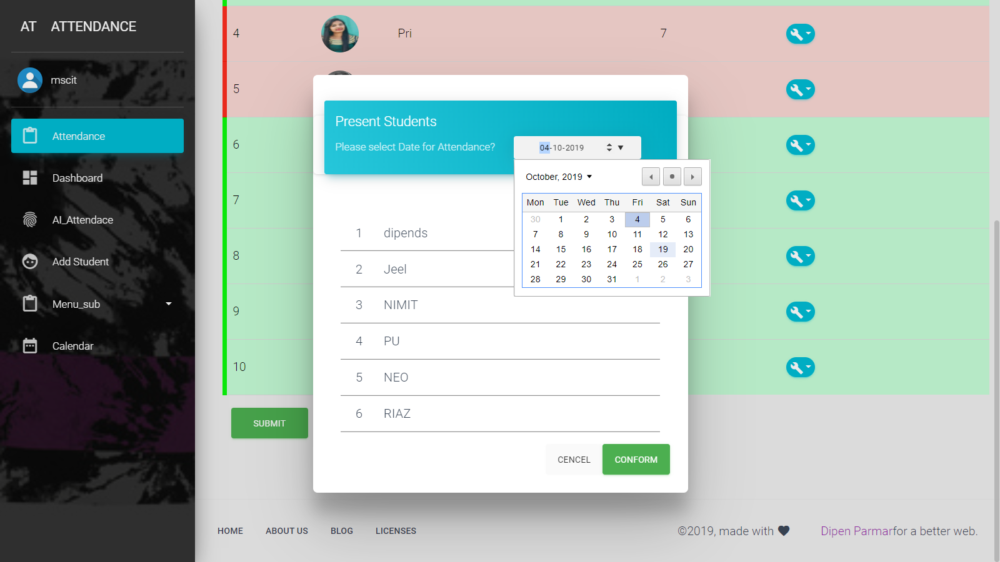 AT ATTENDANCE
mscit
Attendance
Dashboard
AI_Attendace
Add Student
Menu_sub
Calendar
4 Pri 7
5
6
7
8
9
10
SUBMIT
Present Students
Please select Date for Attendance?
04-10-2019
October, 2019
Mon Tue Wed Thu Fri Sat Sun
30 1 2 3 4 5 6
7 8 9 10 11 12 13
14 15 16 17 18 19 20
21 22 23 24 25 26 27
28 29 30 31 1 2 3
1 dipends
2 Jeel
3 NIMIT
4 PU
5 NEO
6 RIAZ
CENCEL CONFORM
HOME ABOUT US BLOG LICENSES
©2019, made with Dipen Parmarfor a better web.